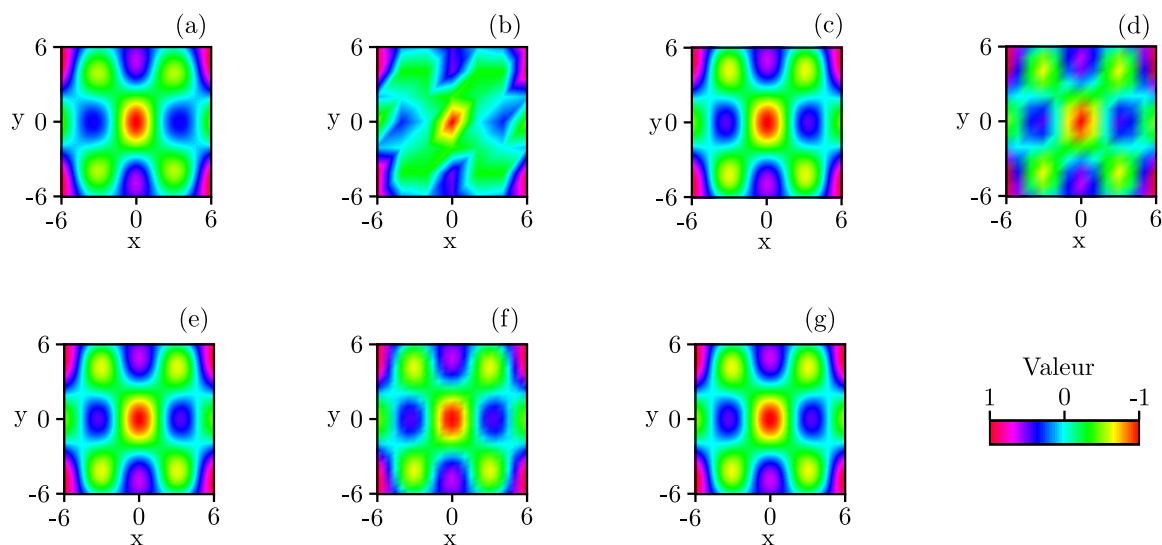 (a) (b) (c) (d)
6 6 6 6
y 0 y 0 y 0 y 0
-6 -6 -6 -6
-6 0 6 -6 0 6 -6 0 6 -6 0 6
x x x x
(e) (f) (g)
6 6 6 Valeur
y 0 y 0 y 0 1 0 -1
-6 -6 -6
-6 0 6 -6 0 6 -6 0 6
x x x